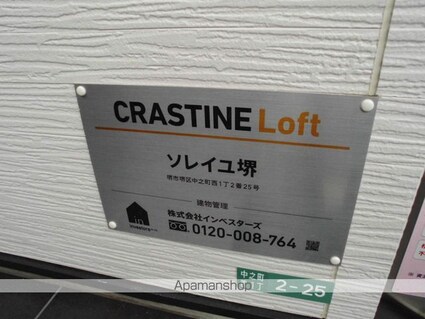 CRASTINE Loft
ソレイユ堺
堺市堺区中之町西1丁2番25号
建物管理
in
株式会社インベスターズ
0120-008-764
中之町
2-25
Apamanshop